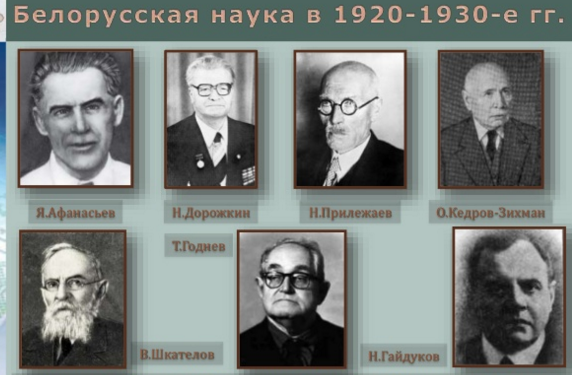 Белорусская наука в 1920-1930-е гг.
Я.Афанасьев
Н.Дорожкин
Н.Прилежаев
О.Кедров-Зихман
Т.Годнев
В.Шкателов
Н.Гайдуков